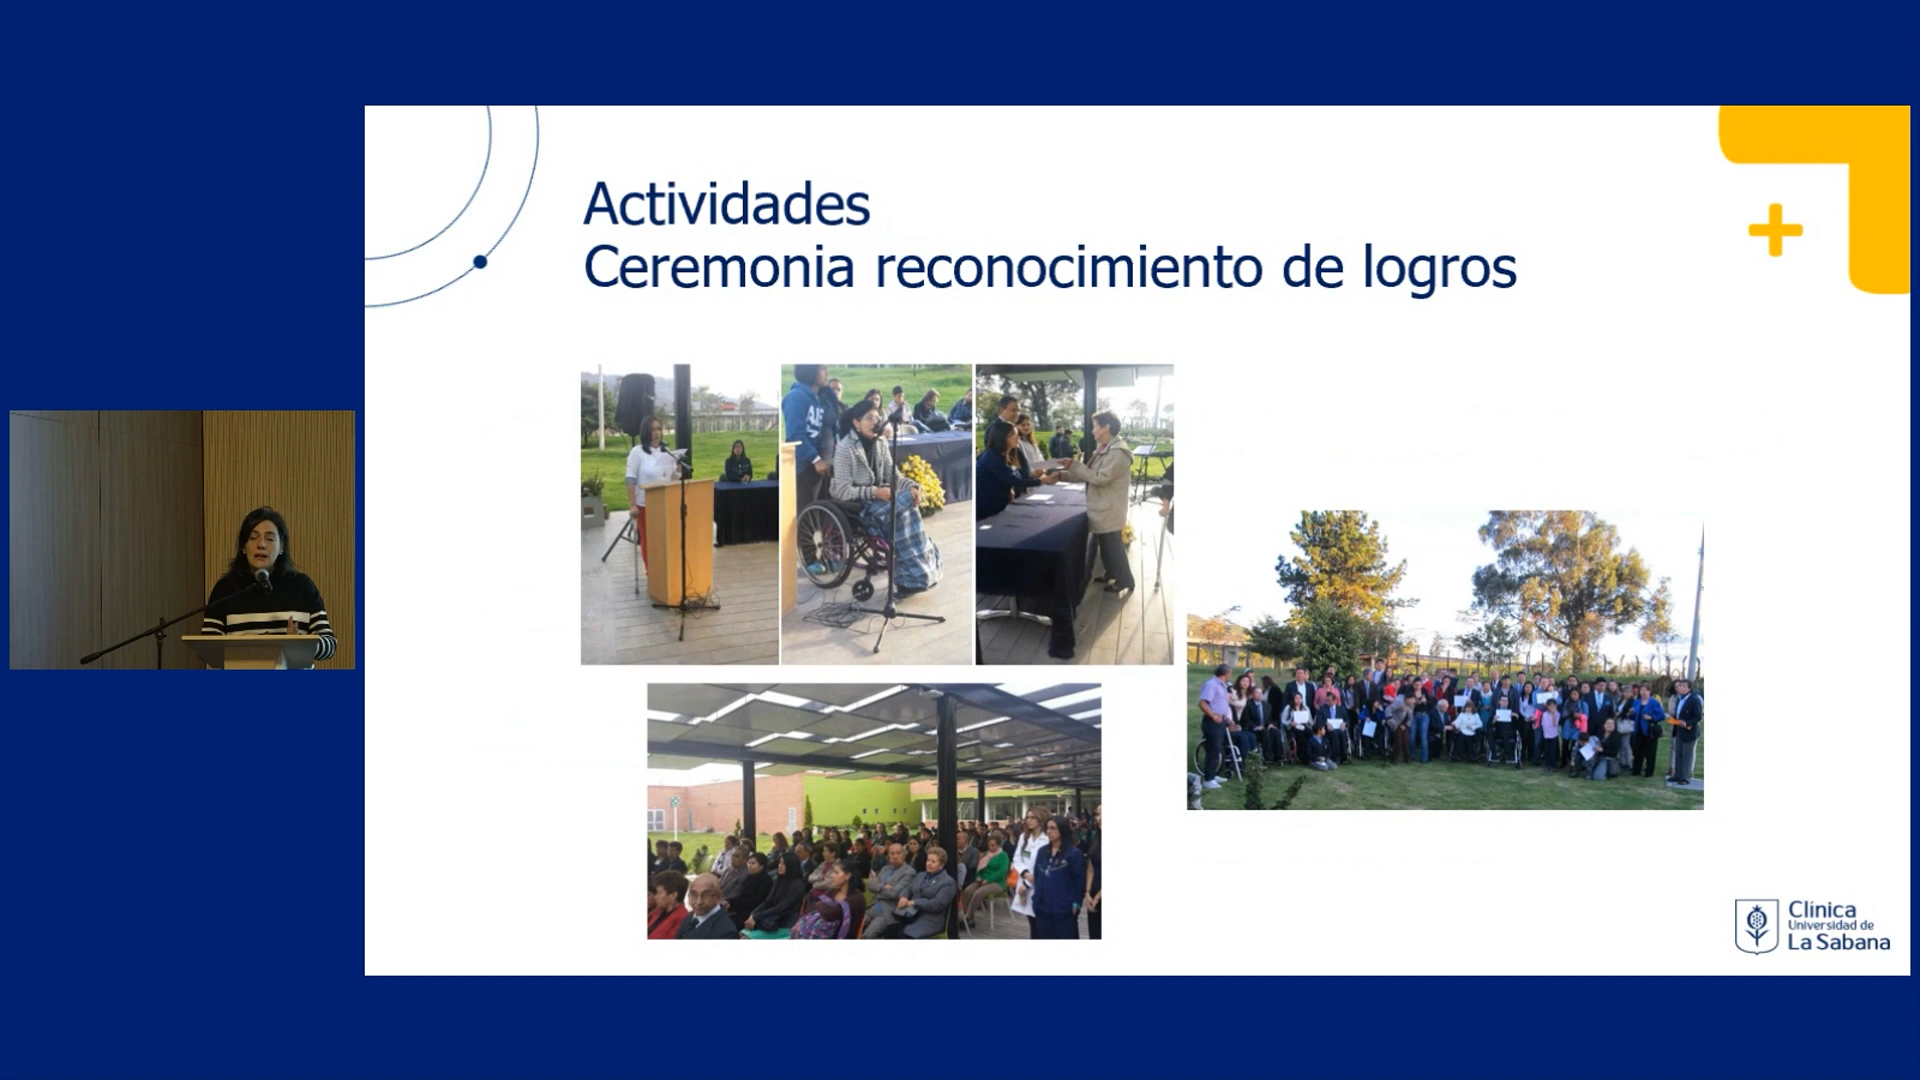 Actividades
Ceremonia reconocimiento de logros
Clínica
Universidad de
La Sabana